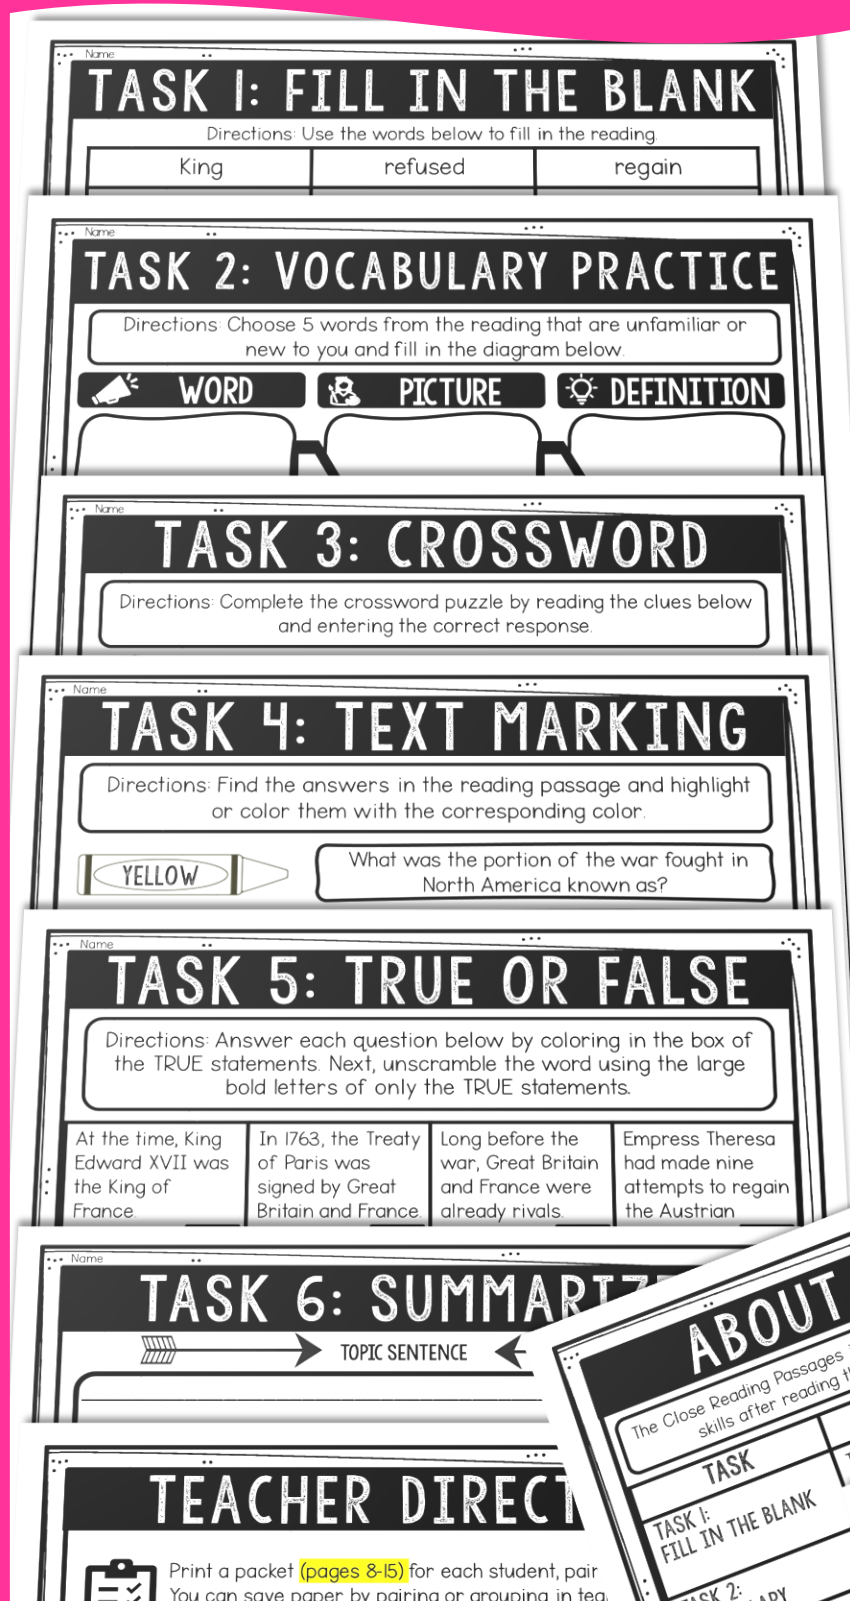 Name
TASK 1: FILL IN THE BLANK
Directions: Use the words below to fill in the reading.
King refused regain
Name
TASK 2: VOCABULARY PRACTICE
Directions: Choose 5 words from the reading that are unfamiliar or
new to you and fill in the diagram below.
WORD PICTURE DEFINITION
Name
TASK 3: CROSSWORD
Directions: Complete the crossword puzzle by reading the clues below
and entering the correct response.
Name
TASK 4: TEXT MARKING
Directions: Find the answers in the reading passage and highlight
or color them with the corresponding color.
YELLOW
What was the portion of the war fought in
North America known as?
Name
TASK 5: TRUE OR FALSE
Directions: Answer each question below by coloring in the box of
the TRUE statements. Next, unscramble the word using the large
bold letters of only the TRUE statements.
At the time, King
Edward XVII was
the King of
France.
In 1763, the Treaty
of Paris was
signed by Great
Britain and France.
Long before the
war, Great Britain
and France were
already rivals.
Empress Theresa
had made nine
attempts to regain
the Austrian
Name
TASK 6:
TOPIC SENTENCE
TEACHER
Print a packet (pages 8-15) for each student, pair
You can save paper by pairing or grouping in
ABOUT
The Close Reading Passages
skills after reading
TASK
TASK 1:
FILL IN THE BLANK
2: